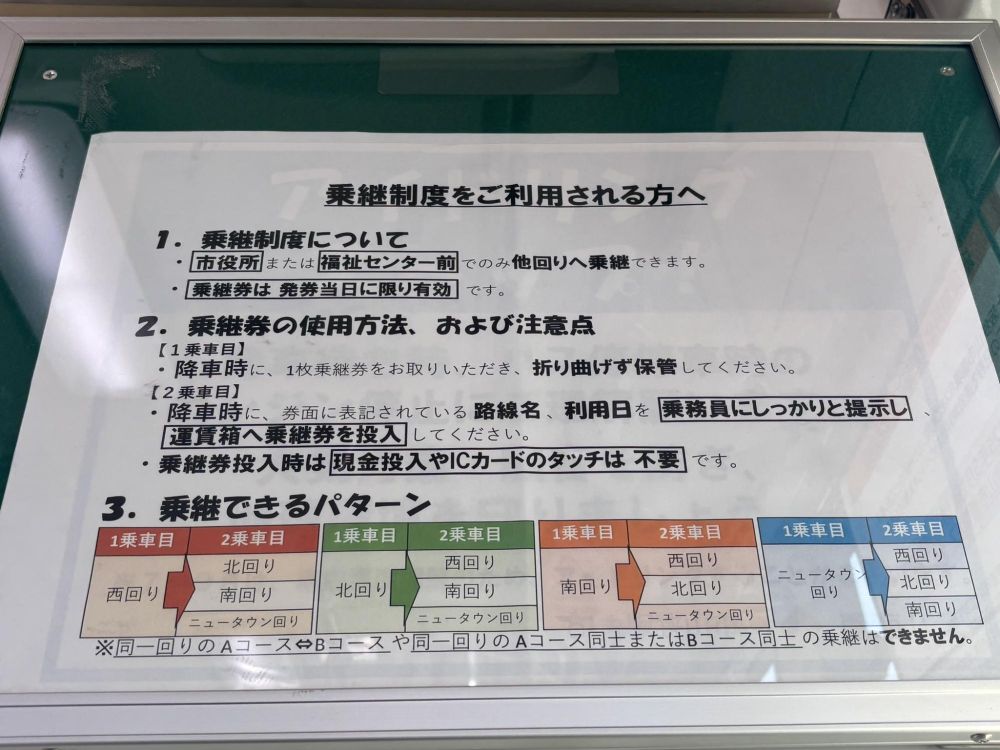 乗継制度をご利用される方へ
1. 乗継制度について
・市役所または福祉センター前でのみ他回りへ乗継できます。
・乗継券は 発券当日に限り有効です。
2. 乗継券の使用方法、および注意点
【1乗車目】
・降車時に、1枚乗継券をお取りいただき、折り曲げず保管してください。
【2乗車目】
・降車時に、券面に表記されている 路線名、利用日を 乗務員にしっかりと提示し、
運賃箱へ乗継券を投入してください。
・乗継券投入時は現金投入やICカードのタッチは 不要です。
3. 乗継できるパターン
1乗車目 2乗車目
西回り
北回り
南回り
ニュータウン回り
1乗車目 2乗車目
北回り
西回り
南回り
ニュータウン回り
1乗車目 2乗車目
南回り
西回り
北回り
ニュータウン回り
1乗車目 2乗車目
ニュータウン
回り
西回り
北回り
南回り
※同一回りのAコース⇔Bコースや同一回りのAコース同士またはBコース同士の乗継はできません。